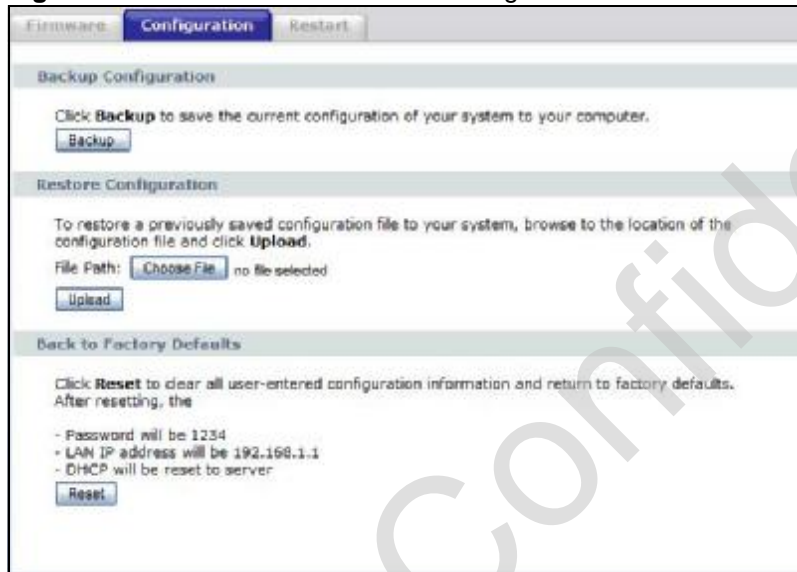 Firmware Configuration Restart
Backup Configuration
Click Backup to save the current configuration of your system to your computer.
Backup
Restore Configuration
To restore a previously saved configuration file to your system, browse to the location of the
configuration file and click Upload.
File Path: Choose File no file selected
Upload
Back to Factory Defaults
Click Reset to clear all user-entered configuration information and return to factory defaults.
After resetting, the
- Password will be 1234
- LAN IP address will be 192.168.1.1
- DHCP will be reset to server
Reset
Confide